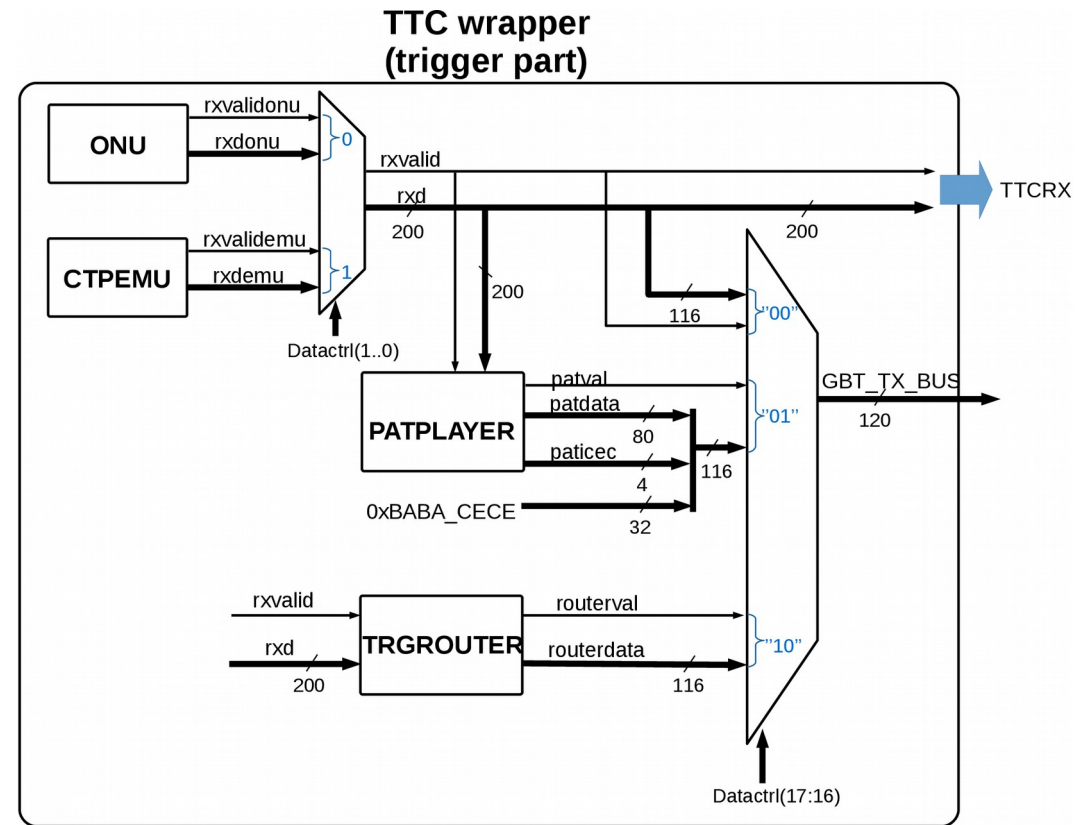 TTC wrapper
(trigger part)
rxvalidonu
ONU
rxdonu
0
rxvalid
rxd
200
200
TTCRX
rxvalidemu
CTPEMU
rxdemu
1
200
116
''00''
Datactrl(1..0)
patval
patdata
80
PATPLAYER
paticec
4
116
''01''
GBT_TX_BUS
120
0xBABA_CECE
32
rxvalid
rxd
200
TRGROUTER
routerval
routerdata
116
''10''
Datactrl(17:16)